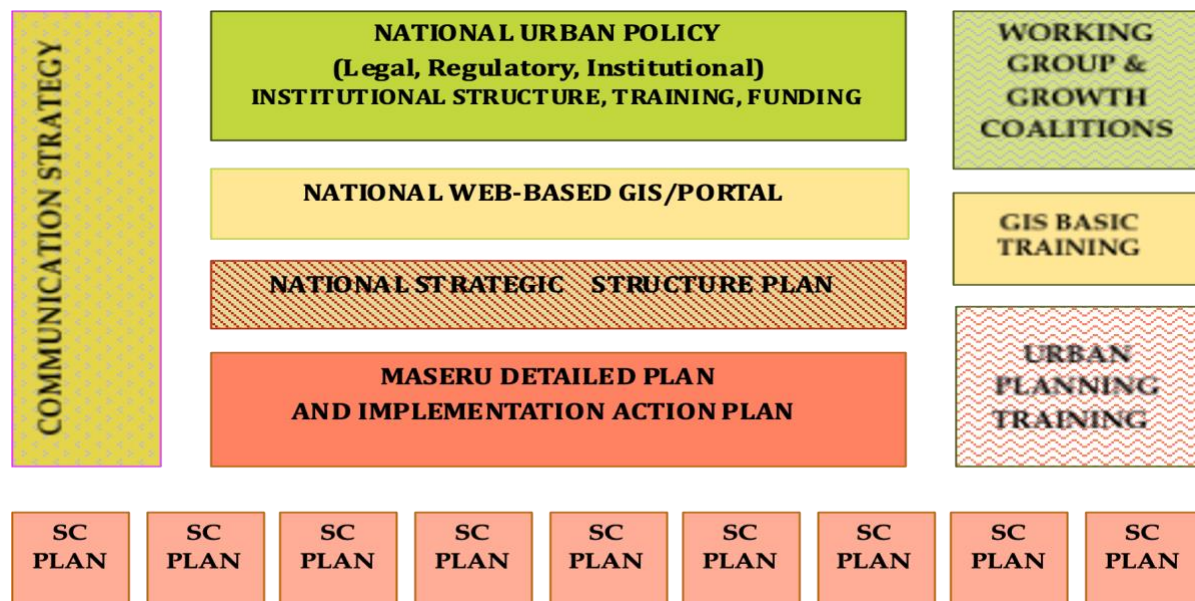 COMMUNICATION STRATEGY
NATIONAL URBAN POLICY
(Legal, Regulatory, Institutional)
INSTITUTIONAL STRUCTURE, TRAINING, FUNDING
NATIONAL WEB-BASED GIS/PORTAL
NATIONAL STRATEGIC STRUCTURE PLAN
MASERU DETAILED PLAN
AND IMPLEMENTATION ACTION PLAN
WORKING
GROUP &
GROWTH
COALITIONS
GIS BASIC
TRAINING
URBAN
PLANNING
TRAINING
SC
PLAN
SC
PLAN
SC
PLAN
SC
PLAN
SC
PLAN
SC
PLAN
SC
PLAN
SC
PLAN
SC
PLAN